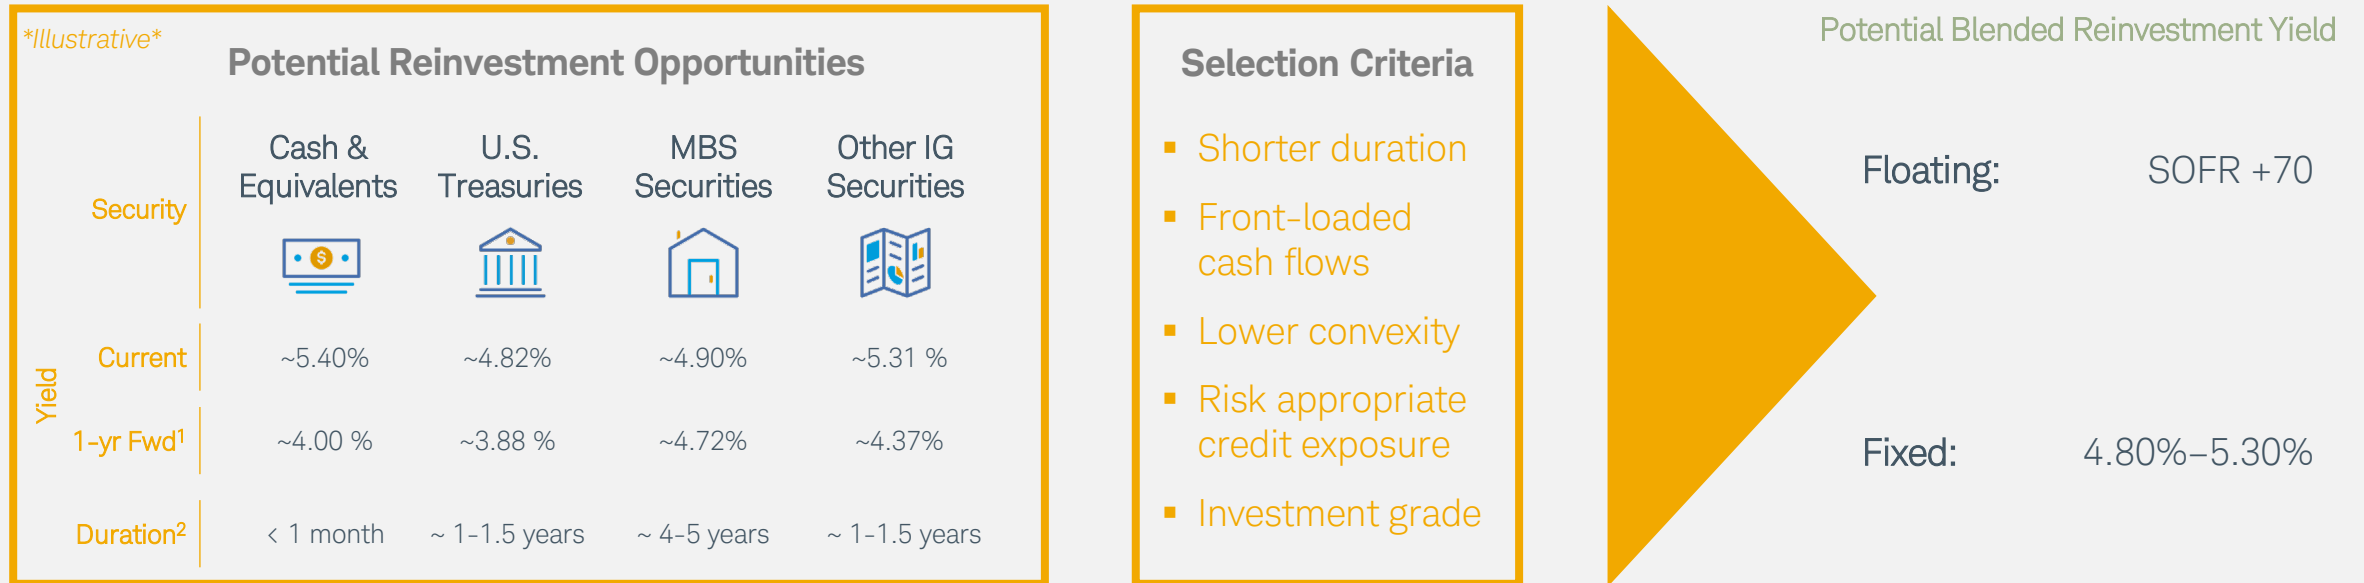 *Illustrative*
Potential Reinvestment Opportunities
Security
Cash &
Equivalents
U.S.
Treasuries
MBS
Securities
Other IG
Securities
$
Yield
Current
~5.40%
~4.82%
~4.90%
~5.31 %
1-yr Fwd¹
~4.00 %
~3.88 %
~4.72%
~4.37%
Duration²
< 1 month
~ 1-1.5 years
~ 4-5 years
~ 1-1.5 years
Selection Criteria
▪ Shorter duration
▪ Front-loaded
cash flows
▪ Lower convexity
▪ Risk appropriate
credit exposure
▪ Investment grade
Potential Blended Reinvestment Yield
Floating: SOFR +70
Fixed: 4.80%–5.30%